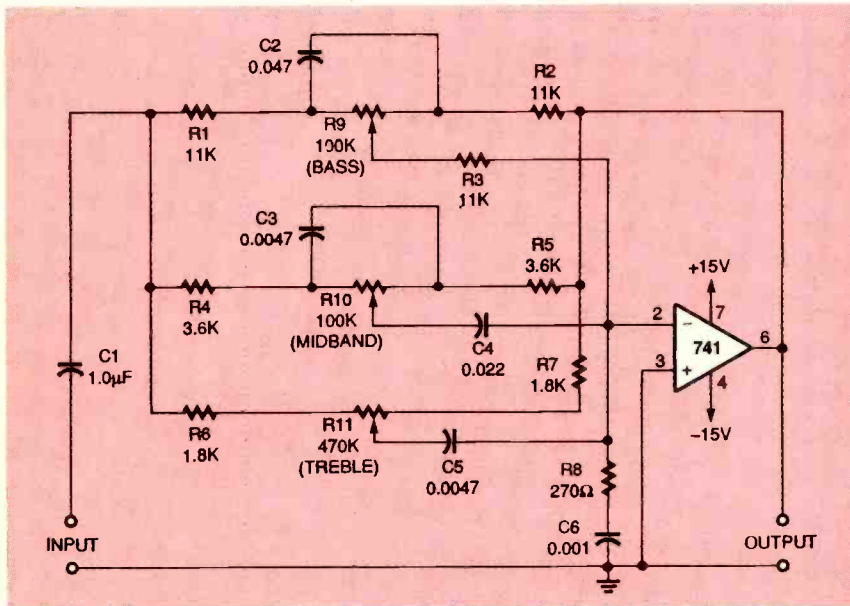 C2
0.047
R1
11K
R9
100K
(BASS)
R2
11K
R3
11K
C3
0.0047
R4
3.6K
R10
100K
(MIDBAND)
R5
3.6K
C4
0.022
C1
1.0µF
R6
1.8K
R11
470K
(TREBLE)
R7
1.8K
C5
0.0047
R8
270Ω
C6
0.001
+15V
2
−
7
741
6
3
+
4
−15V
INPUT
OUTPUT